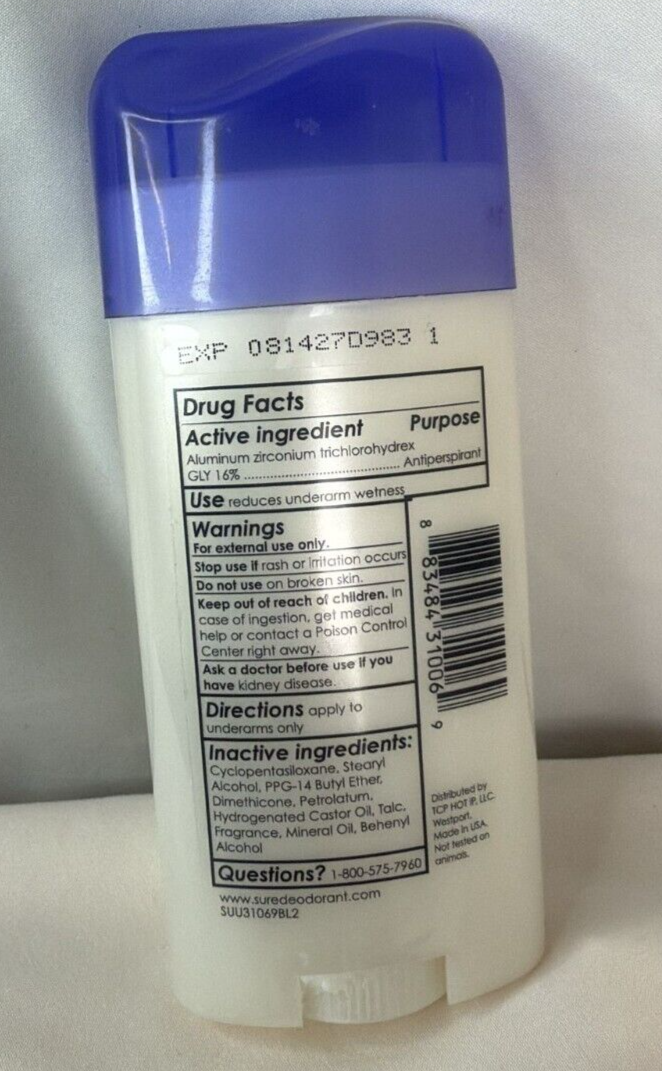 EXP 081427D983 1
Drug Facts
Active ingredient Purpose
Aluminum zirconium trichlorohydrex
GLY 16% ........................................ Antiperspirant
Use reduces underarm wetness
Warnings
For external use only.
Stop use if rash or irritation occurs
Do not use on broken skin.
Keep out of reach of children. In
case of ingestion, get medical
help or contact a Poison Control
Center right away.
Ask a doctor before use if you
have kidney disease.
Directions apply to
underarms only
Inactive ingredients:
Cyclopentasiloxane, Stearyl
Alcohol, PPG-14 Butyl Ether,
Dimethicone, Petrolatum,
Hydrogenated Castor Oil, Talc,
Fragrance, Mineral Oil, Behenyl
Alcohol
Questions? 1-800-575-7960
www.suredeodorant.com
SUU31069BL2
8 83484 31006 9
Distributed by
TCP HOT IP, LLC.
Westport,
Made in USA.
Not tested on
animals.